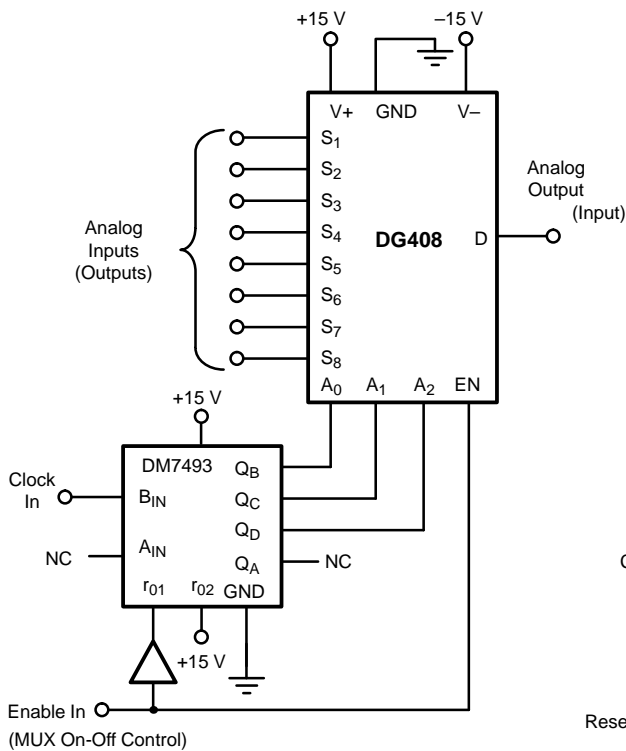 +15 V
–15 V
V+ GND V–
S1
S2
S3
S4
S5
S6
S7
S8
DG408
D
A0 A1 A2 EN
Analog
Inputs
(Outputs)
Analog
Output
(Input)
+15 V
DM7493
QB
QC
QD
QA
BIN
AIN
r01 r02 GND
Clock
In
NC
NC
+15 V
Enable In
(MUX On-Off Control)
Rese